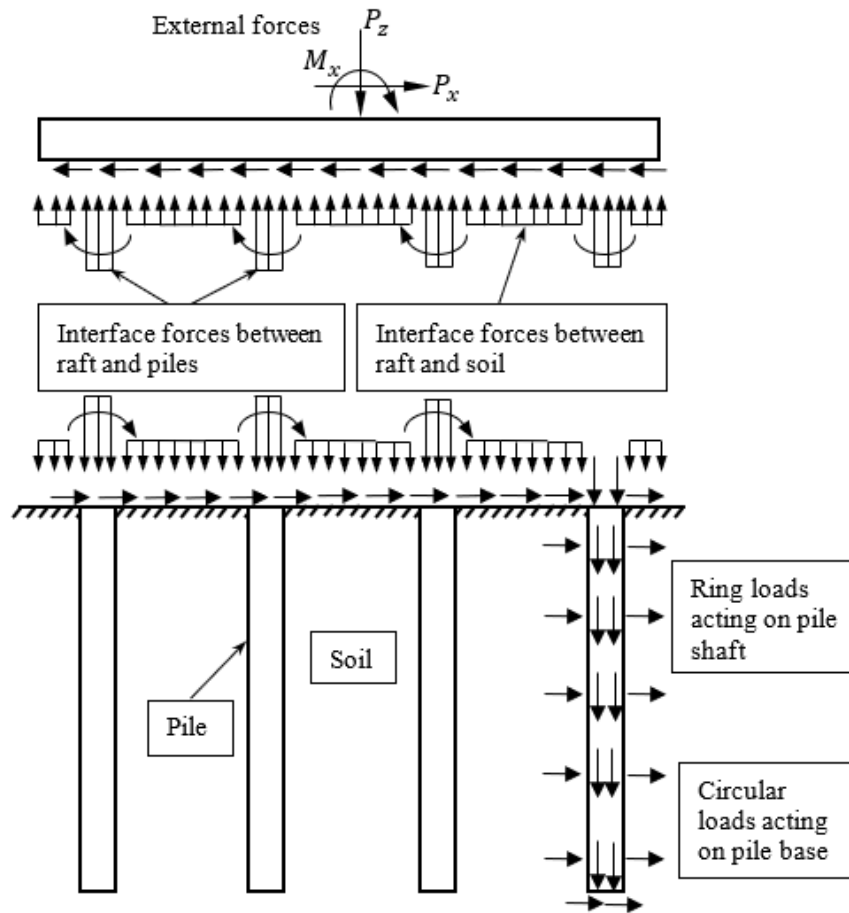 External forces
P_z
M_x
P_x
Interface forces between
raft and piles
Interface forces between
raft and soil
Ring loads
acting on pile
shaft
Soil
Pile
Circular
loads acting
on pile base